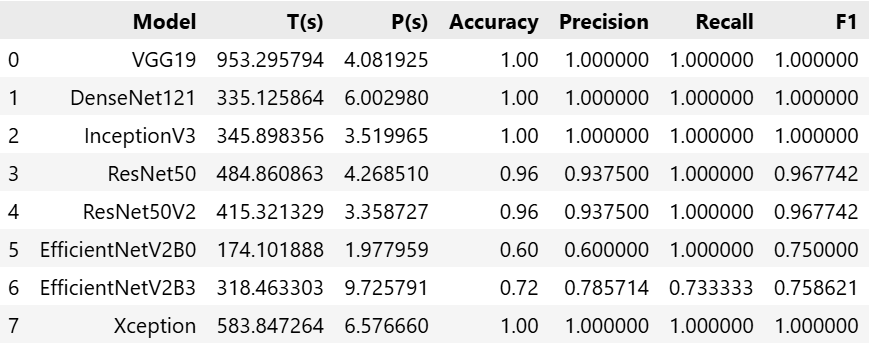 Model T(s) P(s) Accuracy Precision Recall F1
0 VGG19 953.295794 4.081925 1.00 1.000000 1.000000 1.000000
1 DenseNet121 335.125864 6.002980 1.00 1.000000 1.000000 1.000000
2 InceptionV3 345.898356 3.519965 1.00 1.000000 1.000000 1.000000
3 ResNet50 484.860863 4.268510 0.96 0.937500 1.000000 0.967742
4 ResNet50V2 415.321329 3.358727 0.96 0.937500 1.000000 0.967742
5 EfficientNetV2B0 174.101888 1.977959 0.60 0.600000 1.000000 0.750000
6 EfficientNetV2B3 318.463303 9.725791 0.72 0.785714 0.733333 0.758621
7 Xception 583.847264 6.576660 1.00 1.000000 1.000000 1.000000